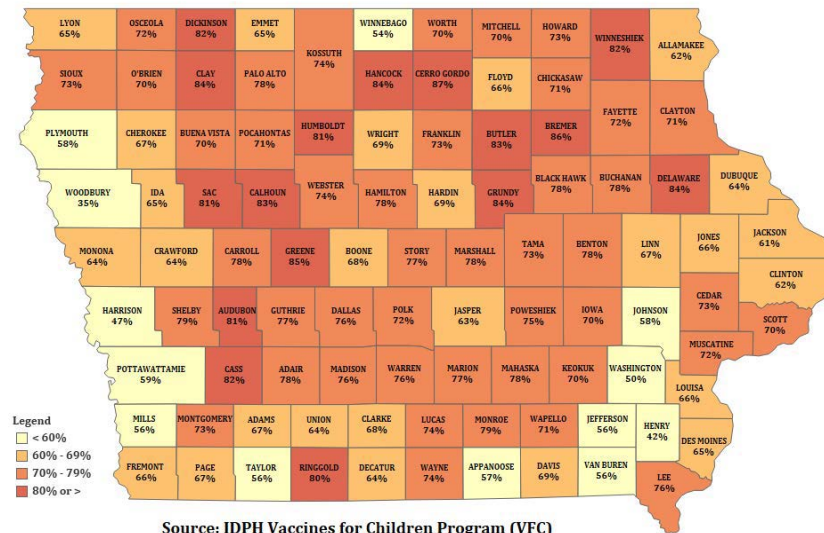 LYON
65%
OSCEOLA
72%
DICKINSON
82%
EMMET
65%
WINNEBAGO
54%
WORTH
70%
MITCHELL
70%
HOWARD
73%
WINNESHIEK
82%
ALLAMAKEE
62%
KOSSUTH
74%
SIOUX
73%
O'BRIEN
70%
CLAY
84%
PALO ALTO
78%
HANCOCK
84%
CERRO GORDO
87%
FLOYD
66%
CHICKASAW
71%
FAYETTE
72%
CLAYTON
71%
PLYMOUTH
58%
CHEROKEE
67%
BUENA VISTA
70%
POCAHONTAS
71%
HUMBOLDT
81%
WRIGHT
69%
FRANKLIN
73%
BUTLER
83%
BREMER
86%
WOODBURY
35%
IDA
65%
SAC
81%
CALHOUN
83%
WEBSTER
74%
HAMILTON
78%
HARDIN
69%
GRUNDY
84%
BLACK HAWK
78%
BUCHANAN
78%
DELAWARE
84%
DUBUQUE
64%
MONONA
64%
CRAWFORD
64%
CARROLL
78%
GREENE
85%
BOONE
68%
STORY
77%
MARSHALL
78%
TAMA
73%
BENTON
78%
LINN
67%
JONES
66%
JACKSON
61%
CLINTON
62%
HARRISON
47%
SHELBY
79%
AUDUBON
81%
GUTHRIE
77%
DALLAS
76%
POLK
72%
JASPER
63%
POWESHIEK
75%
IOWA
70%
JOHNSON
58%
CEDAR
73%
SCOTT
70%
MUSCATINE
72%
POTTAWATTAMIE
59%
CASS
82%
ADAIR
78%
MADISON
76%
WARREN
76%
MARION
77%
MAHASKA
78%
KEOKUK
70%
WASHINGTON
50%
LOUISA
66%
MILLS
56%
MONTGOMERY
73%
ADAMS
67%
UNION
64%
CLARKE
68%
LUCAS
74%
MONROE
79%
WAPELLO
71%
JEFFERSON
56%
HENRY
42%
DES MOINES
65%
FREMONT
66%
PAGE
67%
TAYLOR
56%
RINGGOLD
80%
DECATUR
64%
WAYNE
74%
APPANOOSE
57%
DAVIS
69%
VAN BUREN
56%
LEE
76%
Legend
< 60%
60% - 69%
70% - 79%
80% or >
Source: IDPH Vaccines for Children Program (VFC)